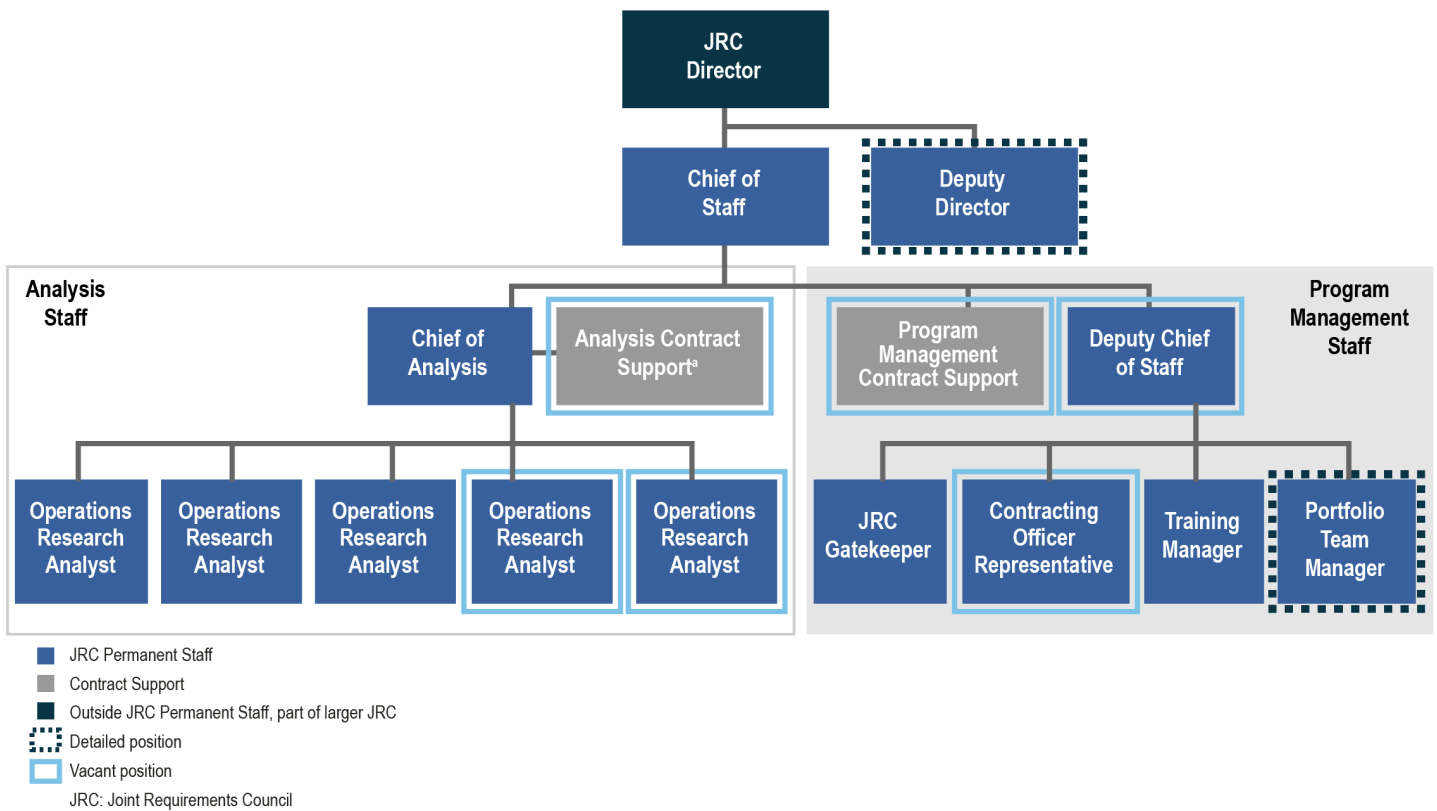 JRC
Director
Chief of
Staff
Deputy
Director
Analysis
Staff
Chief of
Analysis
Analysis Contract
Supportᵃ
Operations
Research
Analyst
Operations
Research
Analyst
Operations
Research
Analyst
Operations
Research
Analyst
Operations
Research
Analyst
Program
Management
Staff
Program
Management
Contract Support
Deputy Chief
of Staff
JRC
Gatekeeper
Contracting
Officer
Representative
Training
Manager
Portfolio
Team
Manager
JRC Permanent Staff
Contract Support
Outside JRC Permanent Staff, part of larger JRC
Detailed position
Vacant position
JRC: Joint Requirements Council